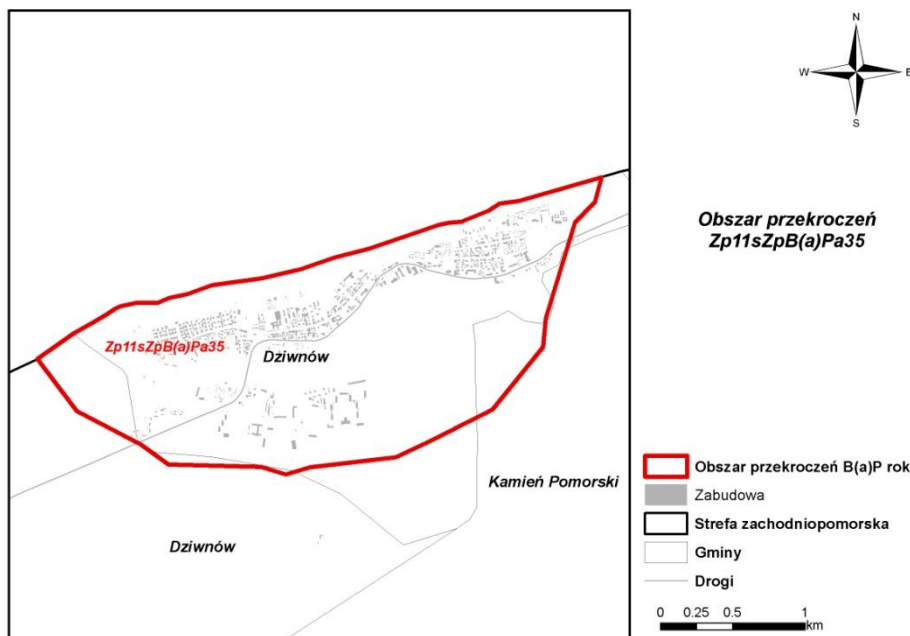 N
W
E
S
Obszar przekroczeń
Zp11sZpB(a)Pa35
Zp11sZpB(a)Pa35
Dziwnów
Kamień Pomorski
Dziwnów
Obszar przekroczeń B(a)P rok
Zabudowa
Strefa zachodniopomorska
Gminy
Drogi
0 0.25 0.5 1
km